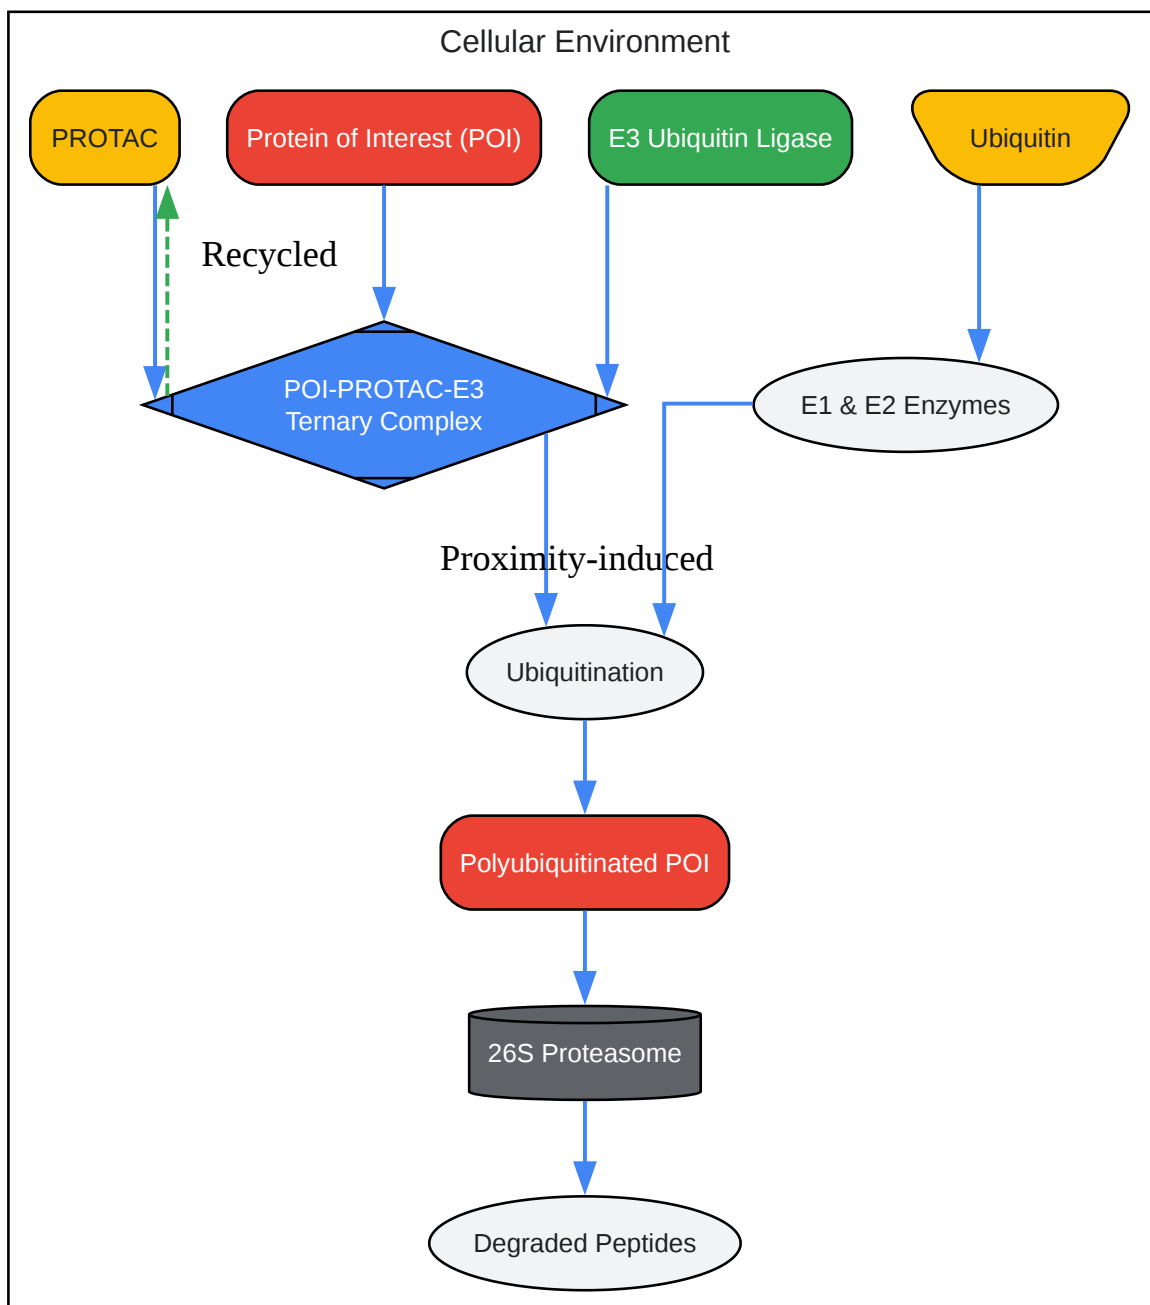 Cellular Environment
PROTAC
Protein of Interest (POI)
E3 Ubiquitin Ligase
Ubiquitin
Recycled
POI-PROTAC-E3
Ternary Complex
E1 & E2 Enzymes
Proximity-induced
Ubiquitination
Polyubiquitinated POI
26S Proteasome
Degraded Peptides